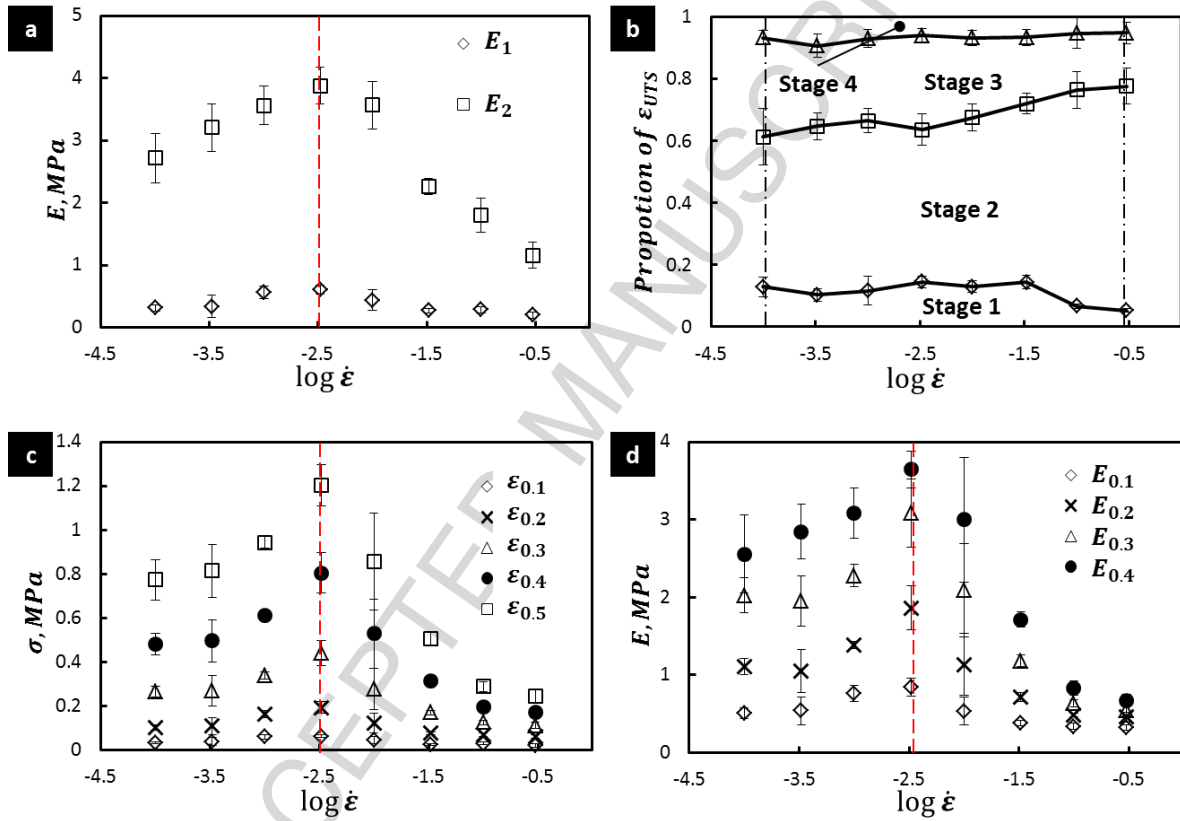 a
5
4
3
2
1
0
E, MPa
E₁
E₂
-4.5 -3.5 -2.5 -1.5 -0.5
log ε̇
b
1
0.8
0.6
0.4
0.2
0
Propotion of ε_UTS
Stage 4
Stage 3
Stage 2
Stage 1
-4.5 -3.5 -2.5 -1.5 -0.5
log ε̇
c
1.4
1.2
1
0.8
0.6
0.4
0.2
0
σ, MPa
ε₀.₁
ε₀.₂
ε₀.₃
ε₀.₄
ε₀.₅
-4.5 -3.5 -2.5 -1.5 -0.5
log ε̇
d
4
3
2
1
0
E, MPa
E₀.₁
E₀.₂
E₀.₃
E₀.₄
-4.5 -3.5 -2.5 -1.5 -0.5
log ε̇
CEPTED MANUSCRIPT